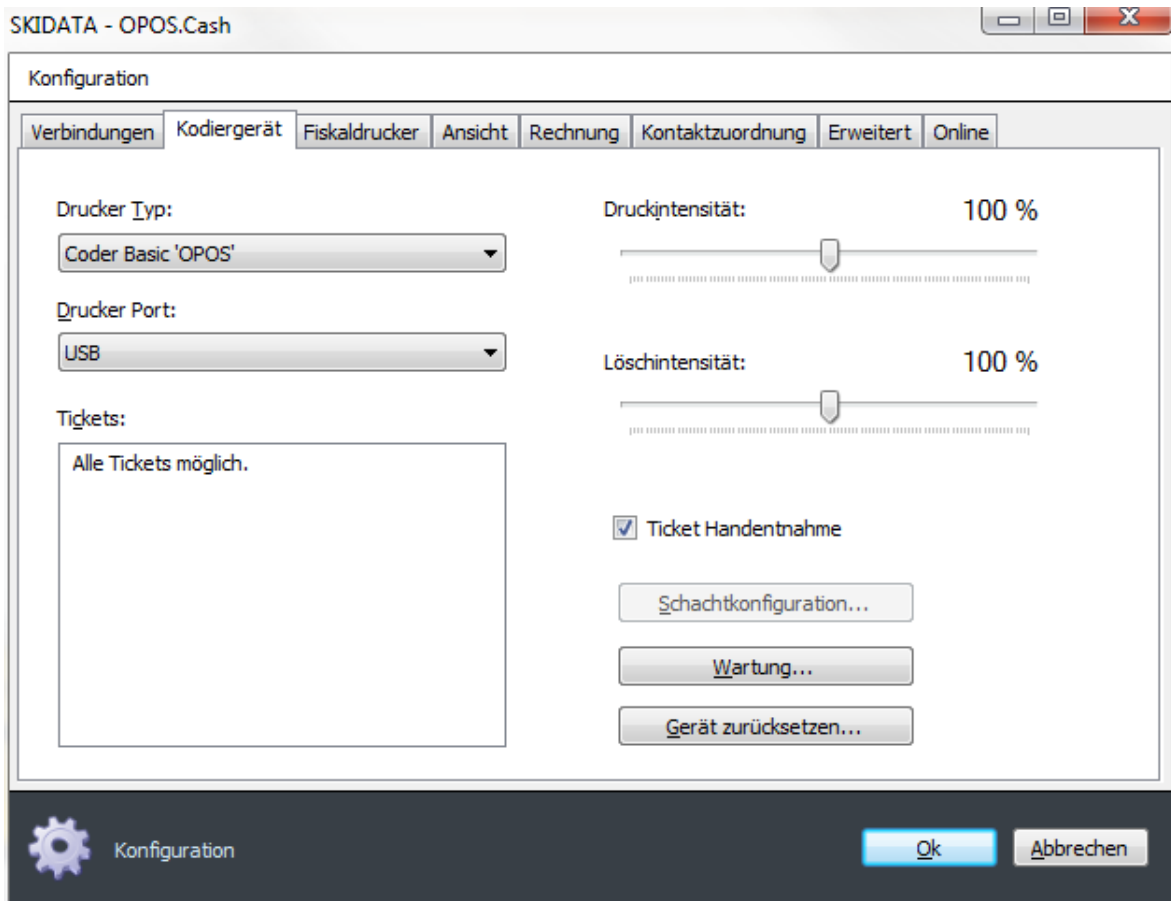 SKIDATA - OPOS.Cash
Konfiguration
Verbindungen Kodiergerät Fiskaldrucker Ansicht Rechnung Kontaktzuordnung Erweitert Online
Drucker Typ:
Coder Basic 'OPOS'
Drucker Port:
USB
Tickets:
Alle Tickets möglich.
Druckintensität: 100 %
Löschintensität: 100 %
Ticket Handentnahme
Schachtkonfiguration...
Wartung...
Gerät zurücksetzen...
Konfiguration
Ok Abbrechen